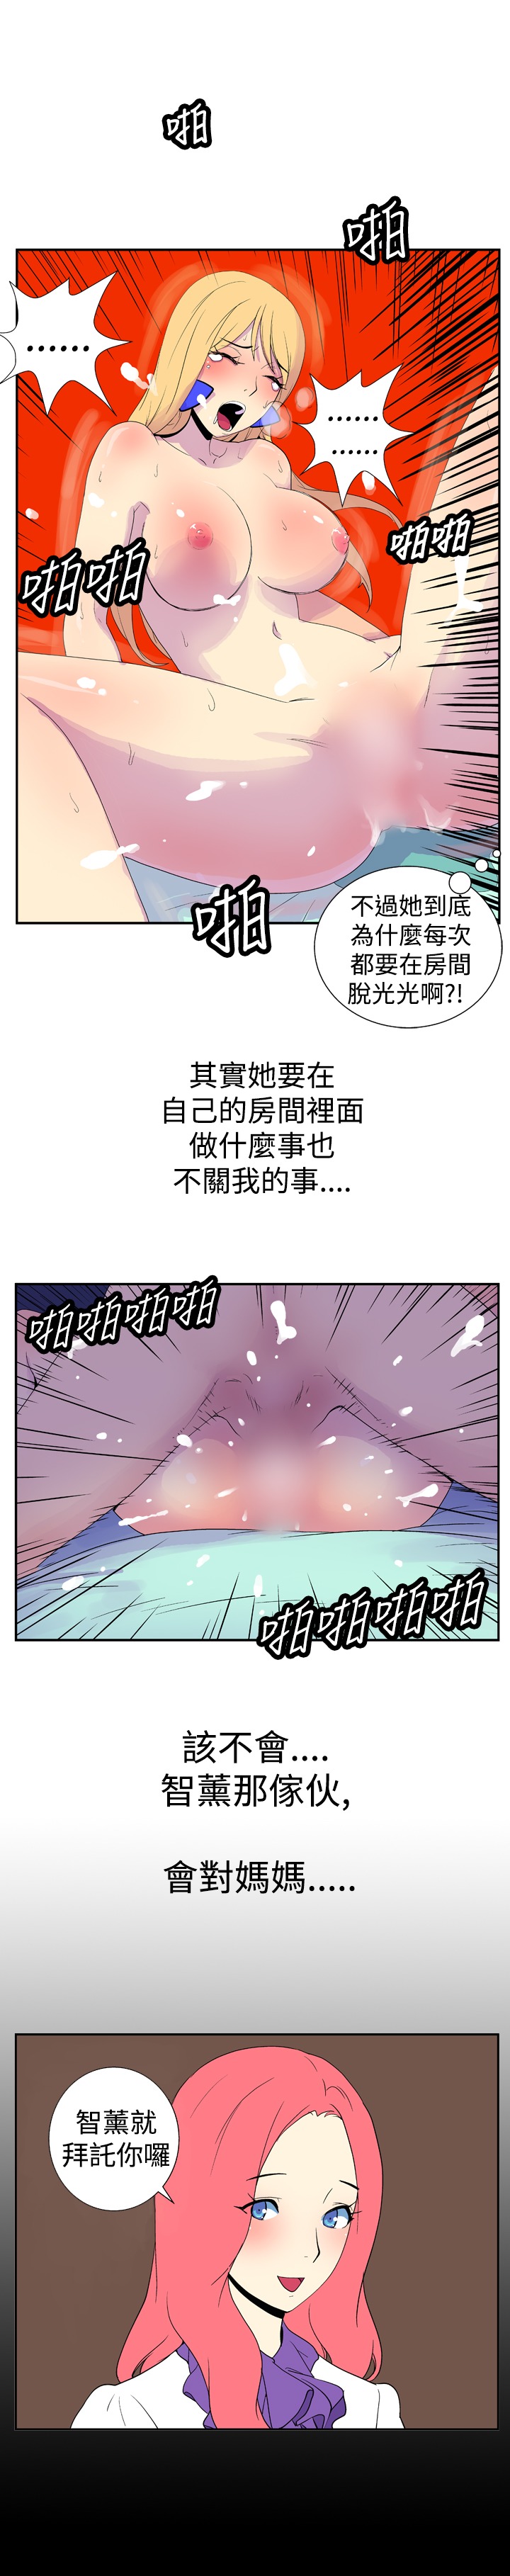 啪
啪
......
......
......
啪啪
啪啪
啪
不過她到底
為什麼每次
都要在房間
脫光光啊?!
其實她要在
自己的房間裡面
做什麼事也
不關我的事....
啪啪啪啪
啪啪啪啪
該不會....
智薰那傢伙,
會對媽媽.....
智薰就
拜託你囉